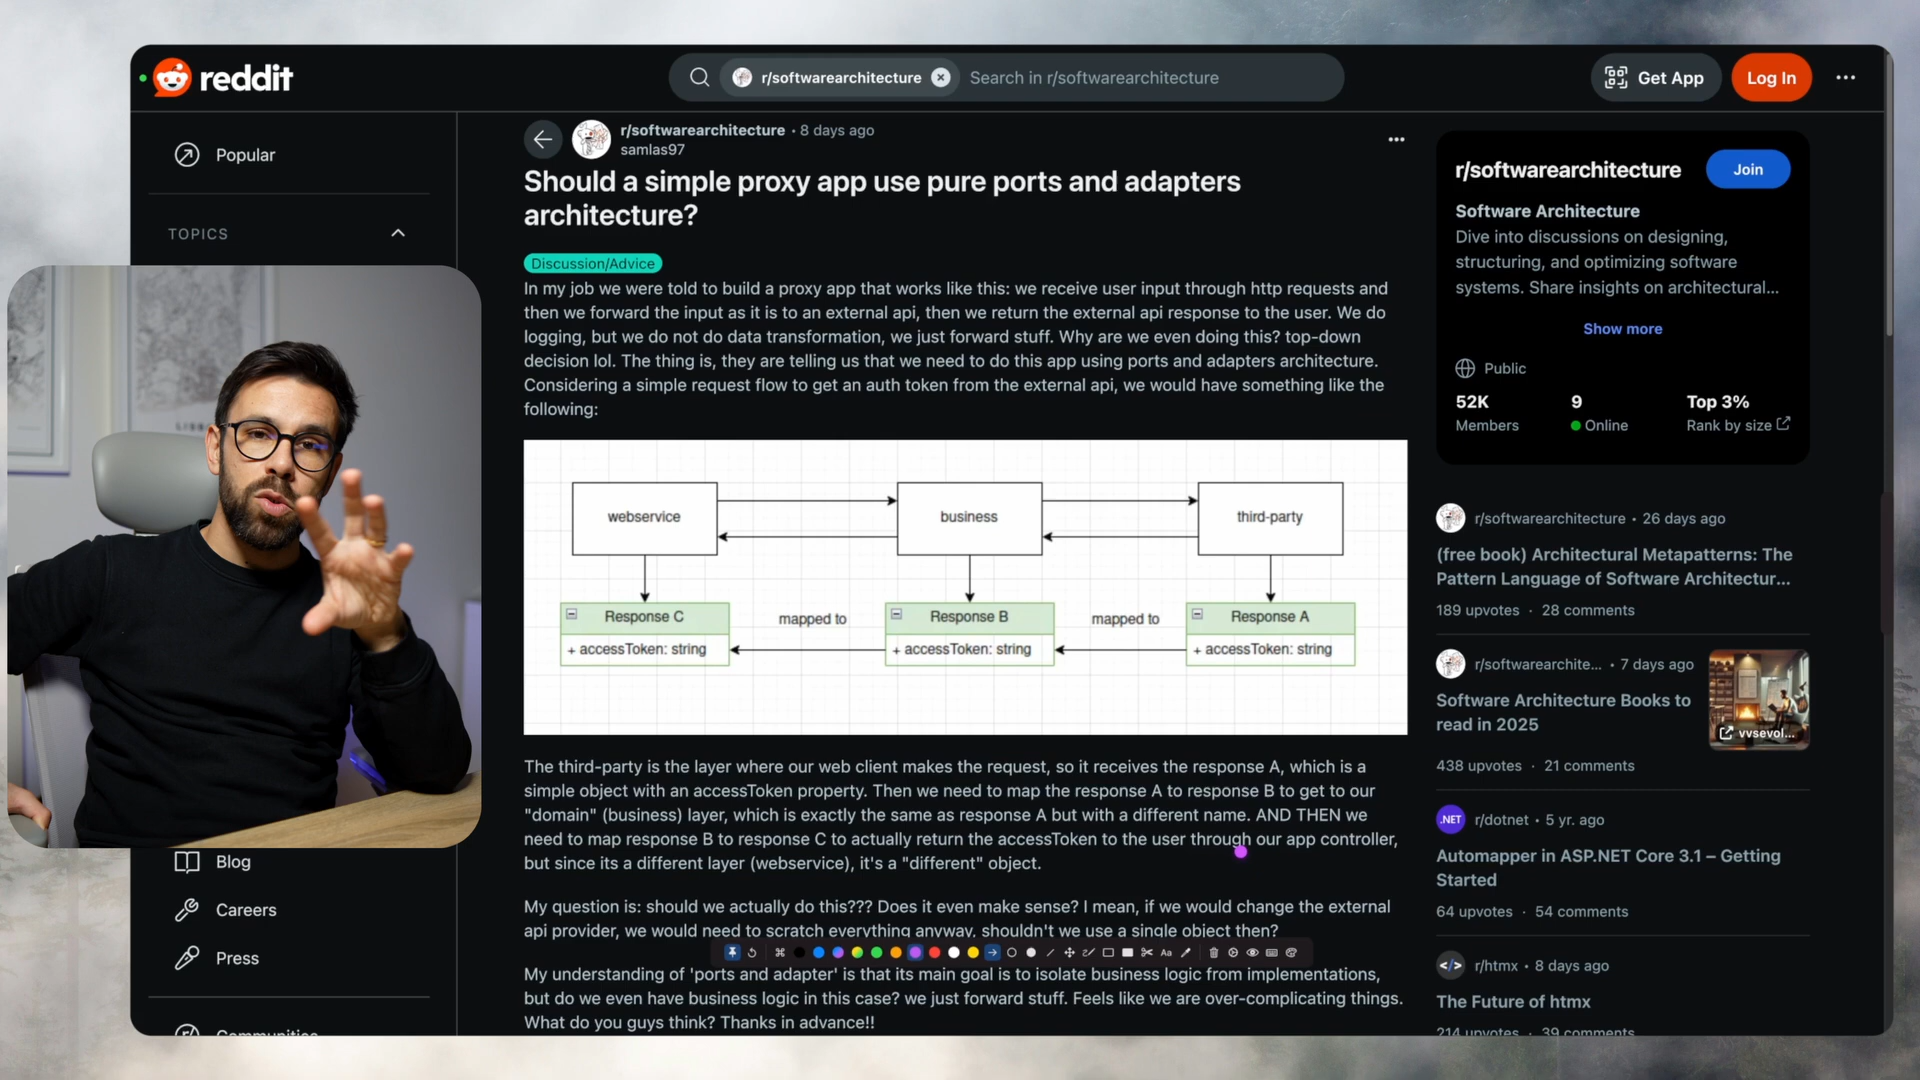 reddit
r/softwarearchitecture
Search in r/softwarearchitecture
Get App
Log In
Popular
TOPICS
Blog
Careers
Press
Communities
r/softwarearchitecture • 8 days ago
samlas97
Should a simple proxy app use pure ports and adapters
architecture?
Discussion/Advice
In my job we were told to build a proxy app that works like this: we receive user input through http requests and
then we forward the input as it is to an external api, then we return the external api response to the user. We do
logging, but we do not do data transformation, we just forward stuff. Why are we even doing this? top-down
decision lol. The thing is, they are telling us that we need to do this app using ports and adapters architecture.
Considering a simple request flow to get an auth token from the external api, we would have something like the
following:
webservice
business
third-party
Response C
mapped to
Response B
mapped to
Response A
+ accessToken: string
+ accessToken: string
+ accessToken: string
The third-party is the layer where our web client makes the request, so it receives the response A, which is a
simple object with an accessToken property. Then we need to map the response A to response B to get to our
"domain" (business) layer, which is exactly the same as response A but with a different name. AND THEN we
need to map response B to response C to actually return the accessToken to the user through our app controller,
but since its a different layer (webservice), it's a "different" object.
My question is: should we actually do this??? Does it even make sense? I mean, if we would change the external
api provider, we would need to scratch everything anyway, shouldn't we use a single object then?
Aa
My understanding of 'ports and adapter' is that its main goal is to isolate business logic from implementations,
but do we even have business logic in this case? we just forward stuff. Feels like we are over-complicating things.
What do you guys think? Thanks in advance!!
r/softwarearchitecture
Join
Software Architecture
Dive into discussions on designing,
structuring, and optimizing software
systems. Share insights on architectural...
Show more
Public
52K
9
Top 3%
Members
Online
Rank by size
r/softwarearchitecture • 26 days ago
(free book) Architectural Metapatterns: The
Pattern Language of Software Architectur...
189 upvotes · 28 comments
r/softwarearchite... • 7 days ago
Software Architecture Books to
read in 2025
vvsevol...
438 upvotes · 21 comments
.NET
r/dotnet • 5 yr. ago
Automapper in ASP.NET Core 3.1 – Getting
Started
64 upvotes · 54 comments
</>
r/htmx • 8 days ago
The Future of htmx
214 upvotes · 39 comments